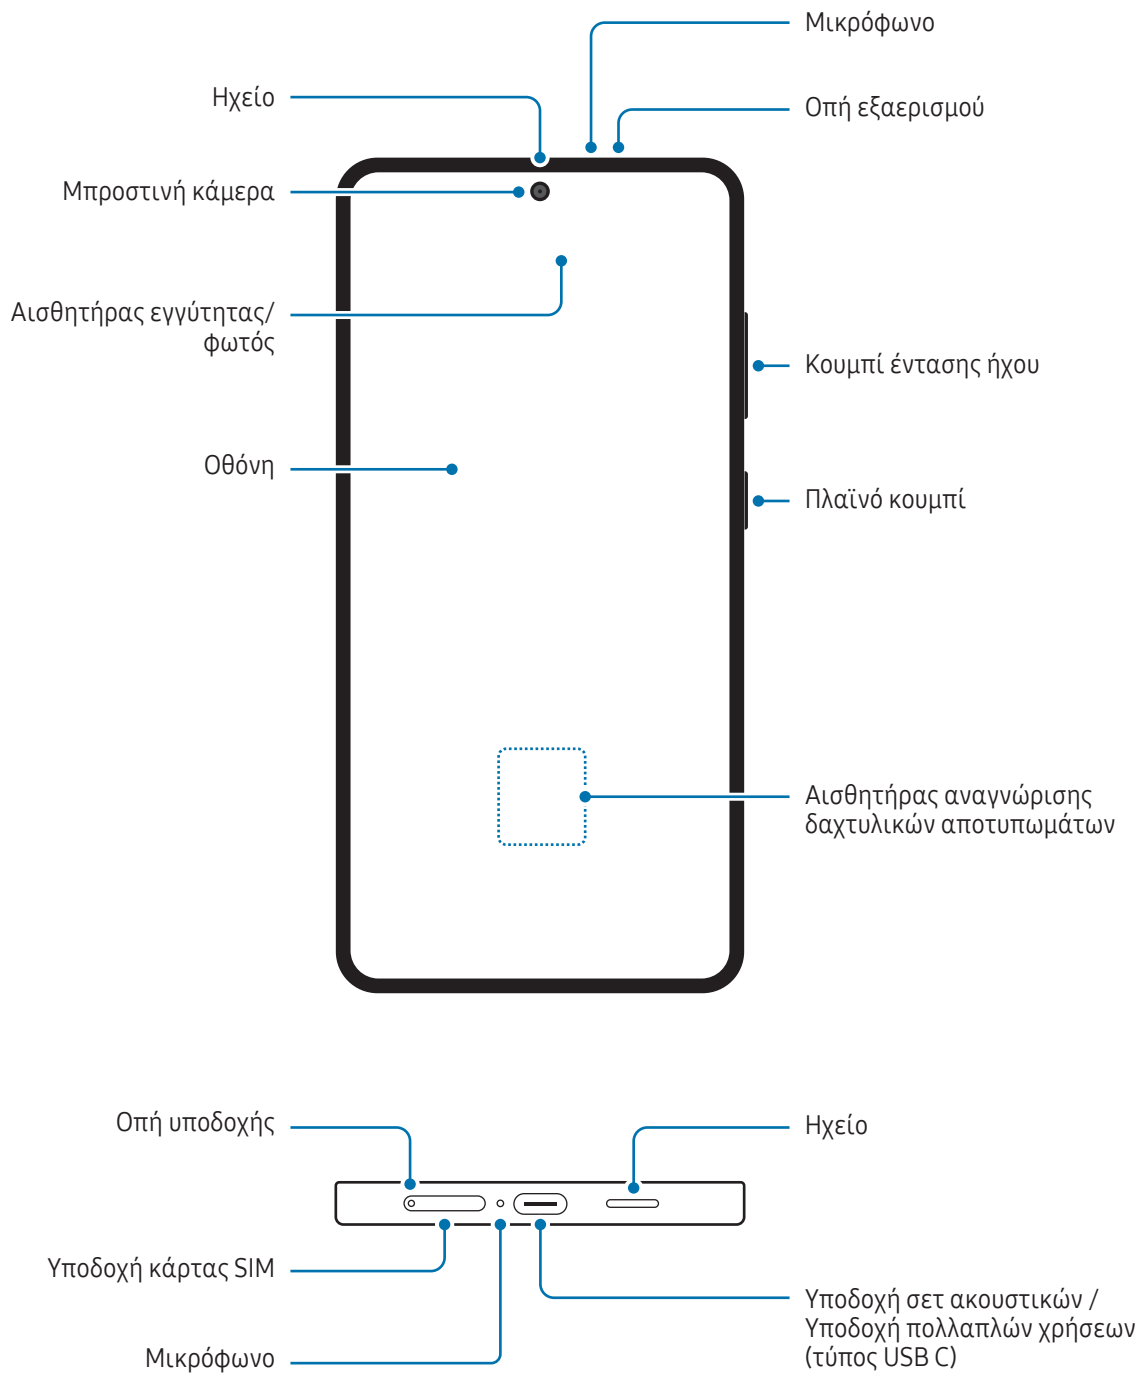 Μικρόφωνο
Ηχείο
Οπή εξαερισμού
Μπροστινή κάμερα
Αισθητήρας εγγύτητας/
φωτός
Κουμπί έντασης ήχου
Οθόνη
Πλαϊνό κουμπί
Αισθητήρας αναγνώρισης
δαχτυλικών αποτυπωμάτων
Οπή υποδοχής
Ηχείο
Υποδοχή κάρτας SIM
Υποδοχή σετ ακουστικών /
Υποδοχή πολλαπλών χρήσεων
(τύπος USB C)
Μικρόφωνο